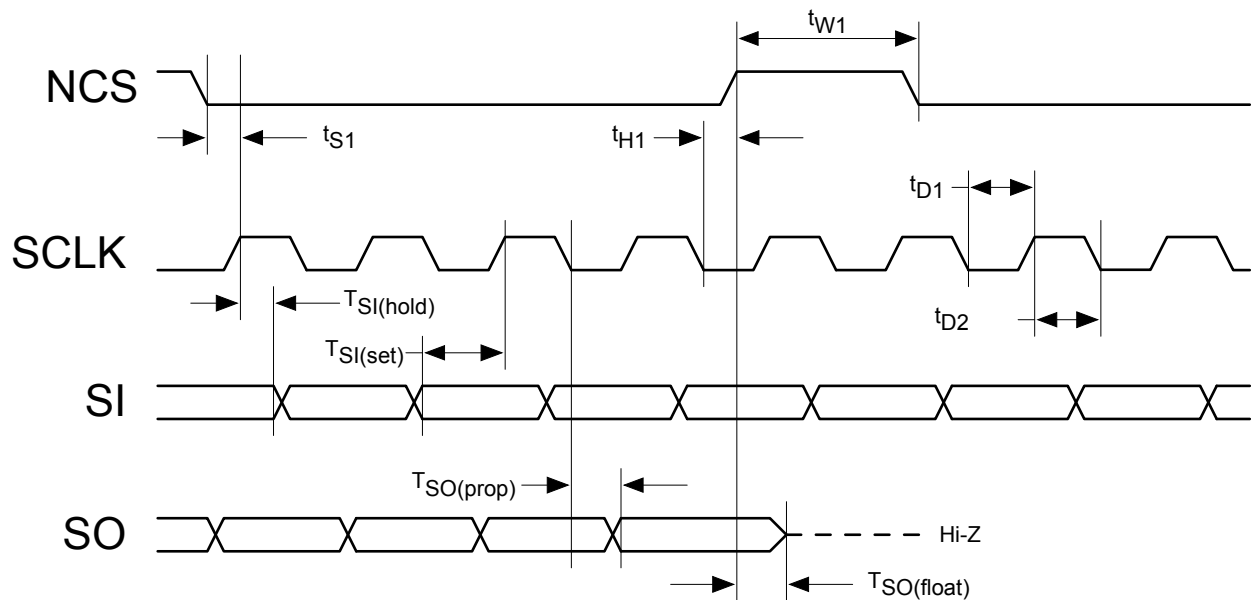 tW1
NCS
tS1
tH1
tD1
SCLK
TSI(hold)
tD2
TSI(set)
SI
TSO(prop)
SO
Hi-Z
TSO(float)